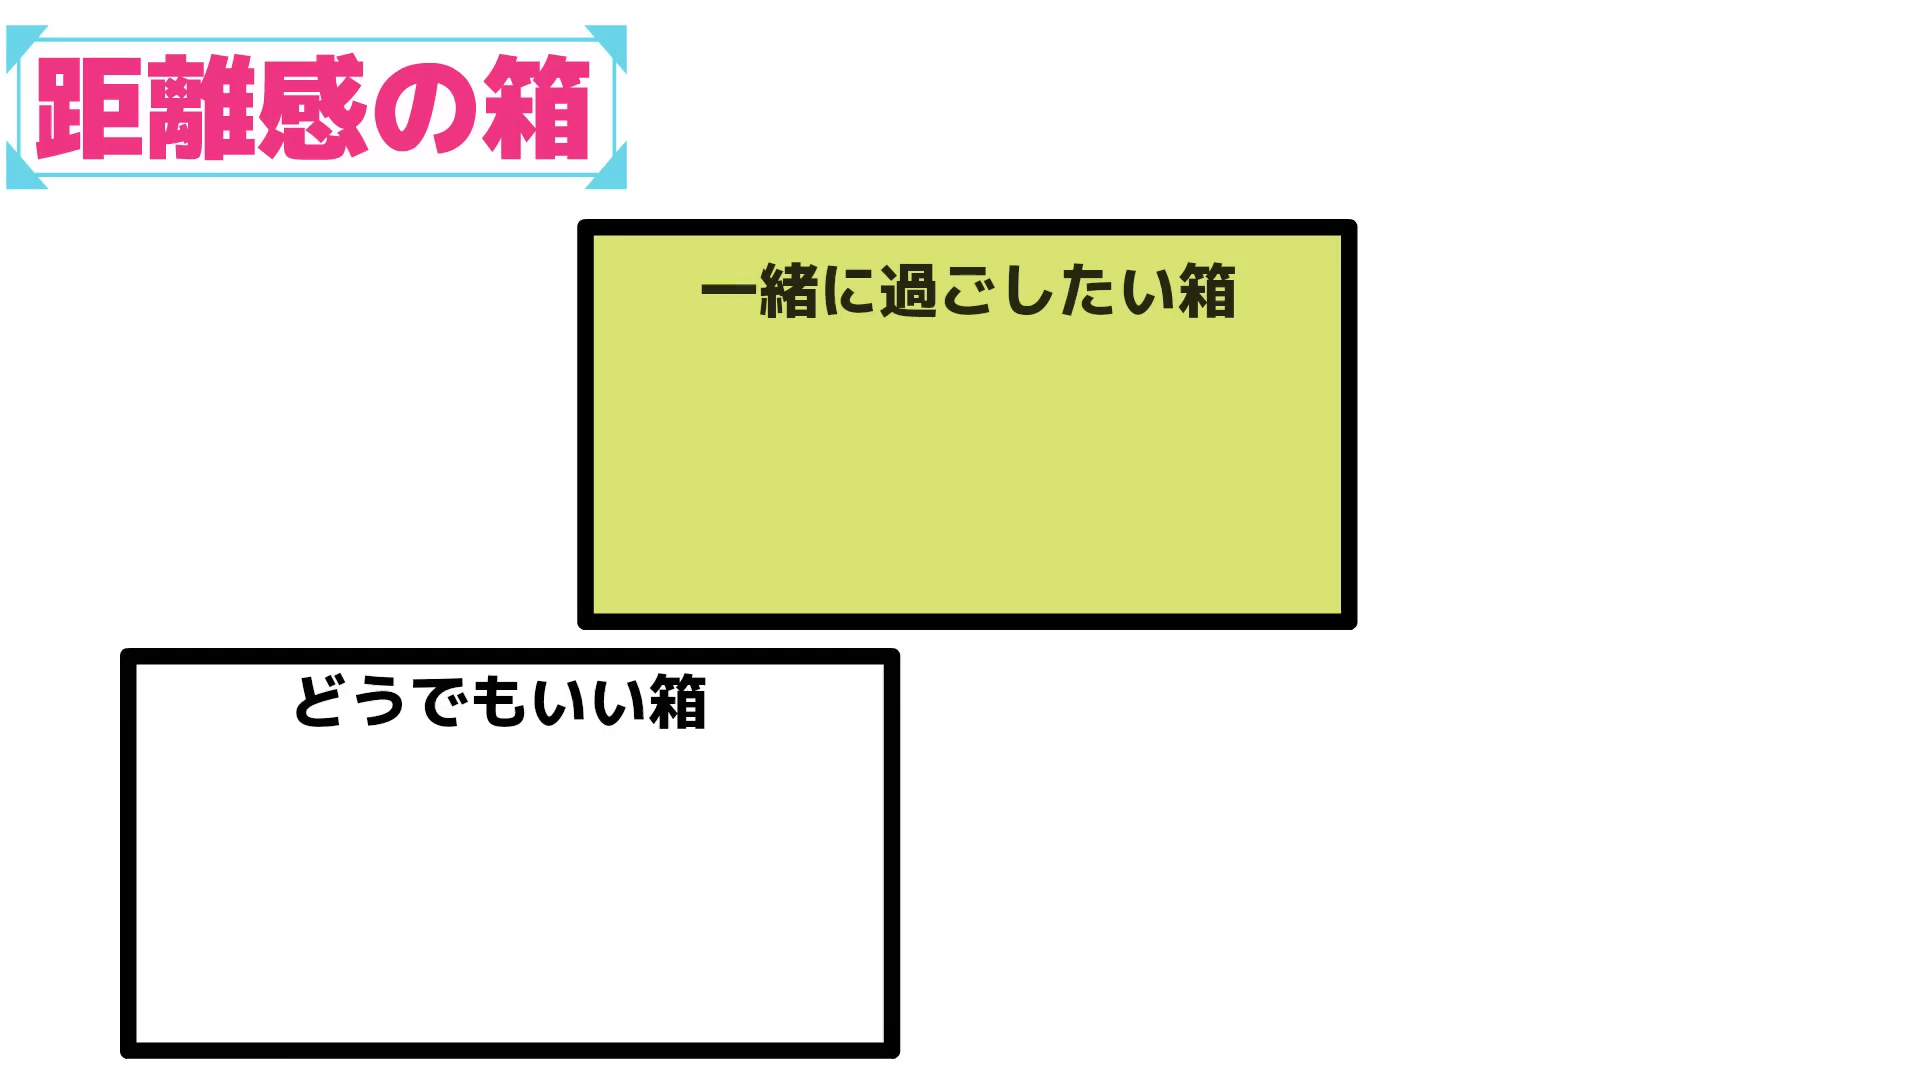 距離感の箱
一緒に過ごしたい箱
どうでもいい箱